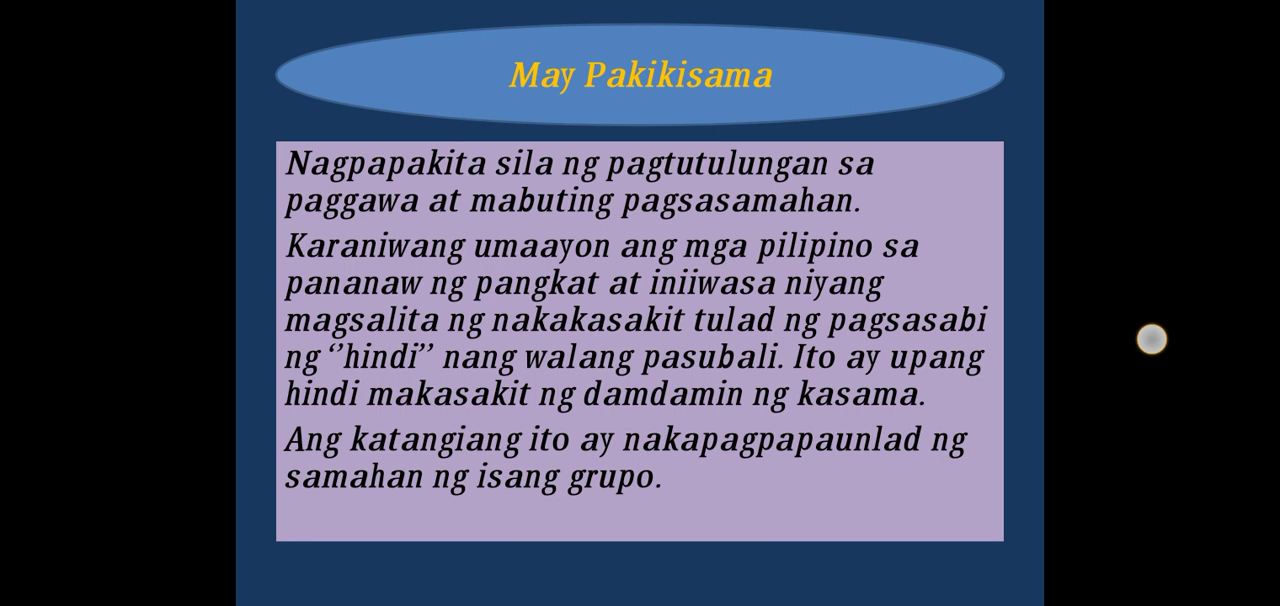 May Pakikisama
Nagpapakita sila ng pagtutulungan sa
paggawa at mabuting pagsasamahan.
Karaniwang umaayon ang mga pilipino sa
pananaw ng pangkat at iniiwasa niyang
magsalita ng nakakasakit tulad ng pagsasabi
ng ‘’hindi’’ nang walang pasubali. Ito ay upang
hindi makasakit ng damdamin ng kasama.
Ang katangiang ito ay nakapagpapaunlad ng
samahan ng isang grupo.